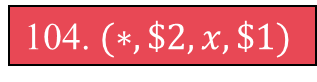 104. (∗, $2, x, $1)